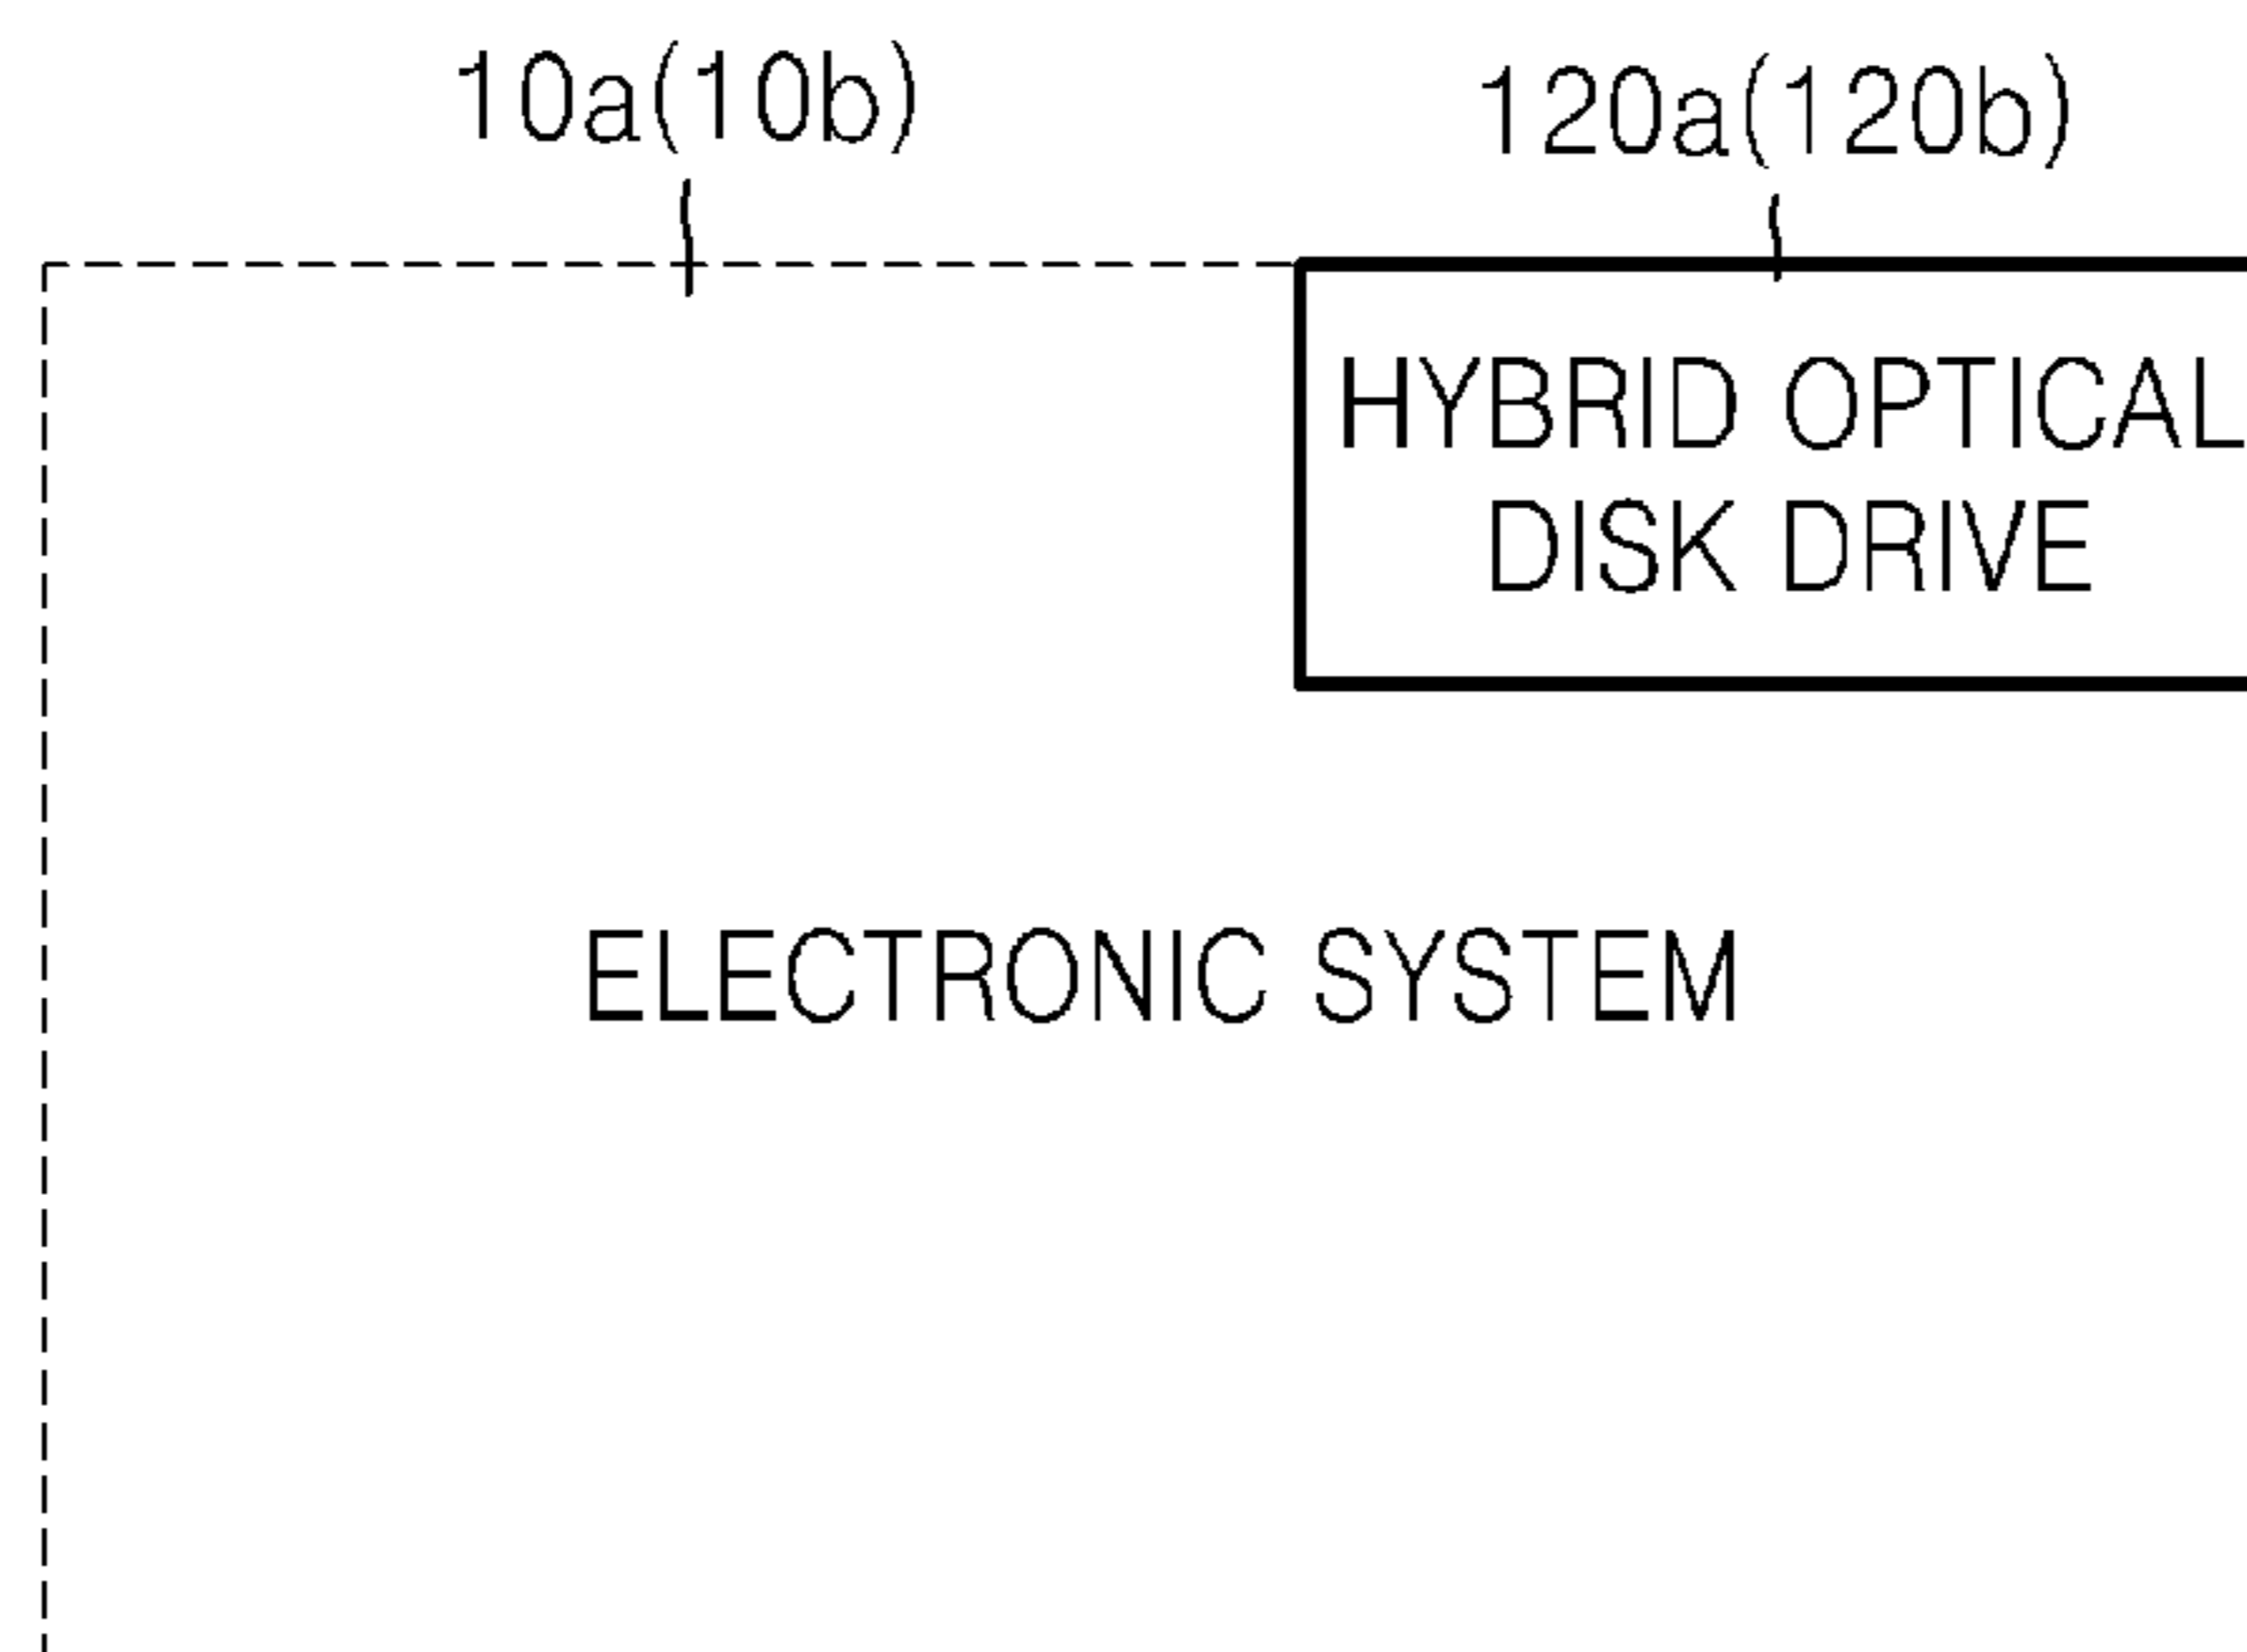 10a(10b)
120a(120b)
HYBRID OPTICAL
DISK DRIVE
ELECTRONIC SYSTEM